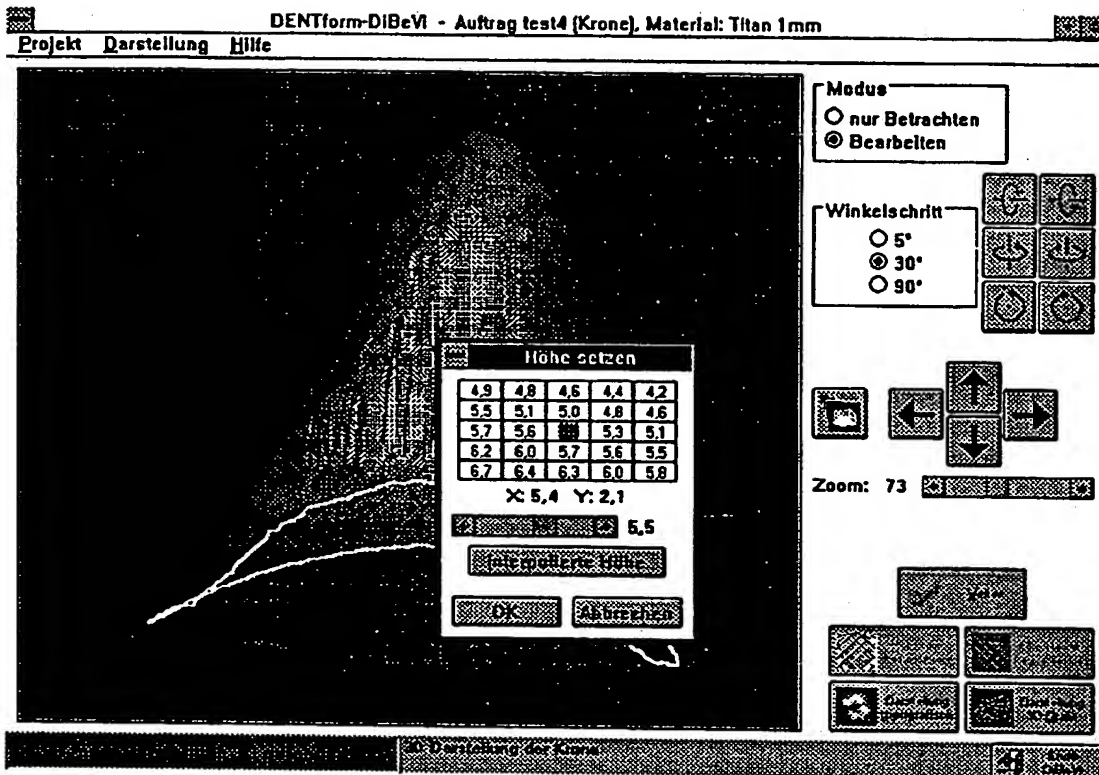 DENTform-DiBeVi - Auftrag test4 (Krone), Material: Titan 1mm
Projekt Darstellung Hilfe
Modus
nur Betrachten
Bearbeiten
Winkelschritt
5°
30°
90°
Höhe setzen
4,9 4,8 4,6 4,4 4,2
5,5 5,1 5,0 4,8 4,6
5,7 5,6 5,3 5,1
6,2 6,0 5,7 5,6 5,5
6,7 6,4 6,3 6,0 5,8
X: 5,4 Y: 2,1
5,5
Interpolierte Höhe
OK Abbrechen
Zoom: 73
3D-Darstellung der Krone